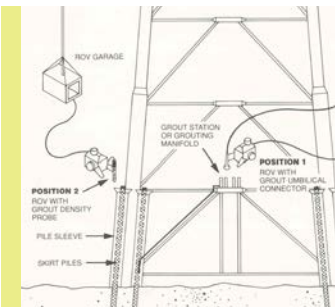 ROV GARAGE
GROUT STATION
OR GROUTING
MANIFOLD
POSITION 1
ROV WITH
GROUT UMBILICAL
CONNECTOR
POSITION 2
ROV WITH
GROUT DENSITY
PROBE
PILE SLEEVE
SKIRT PILES